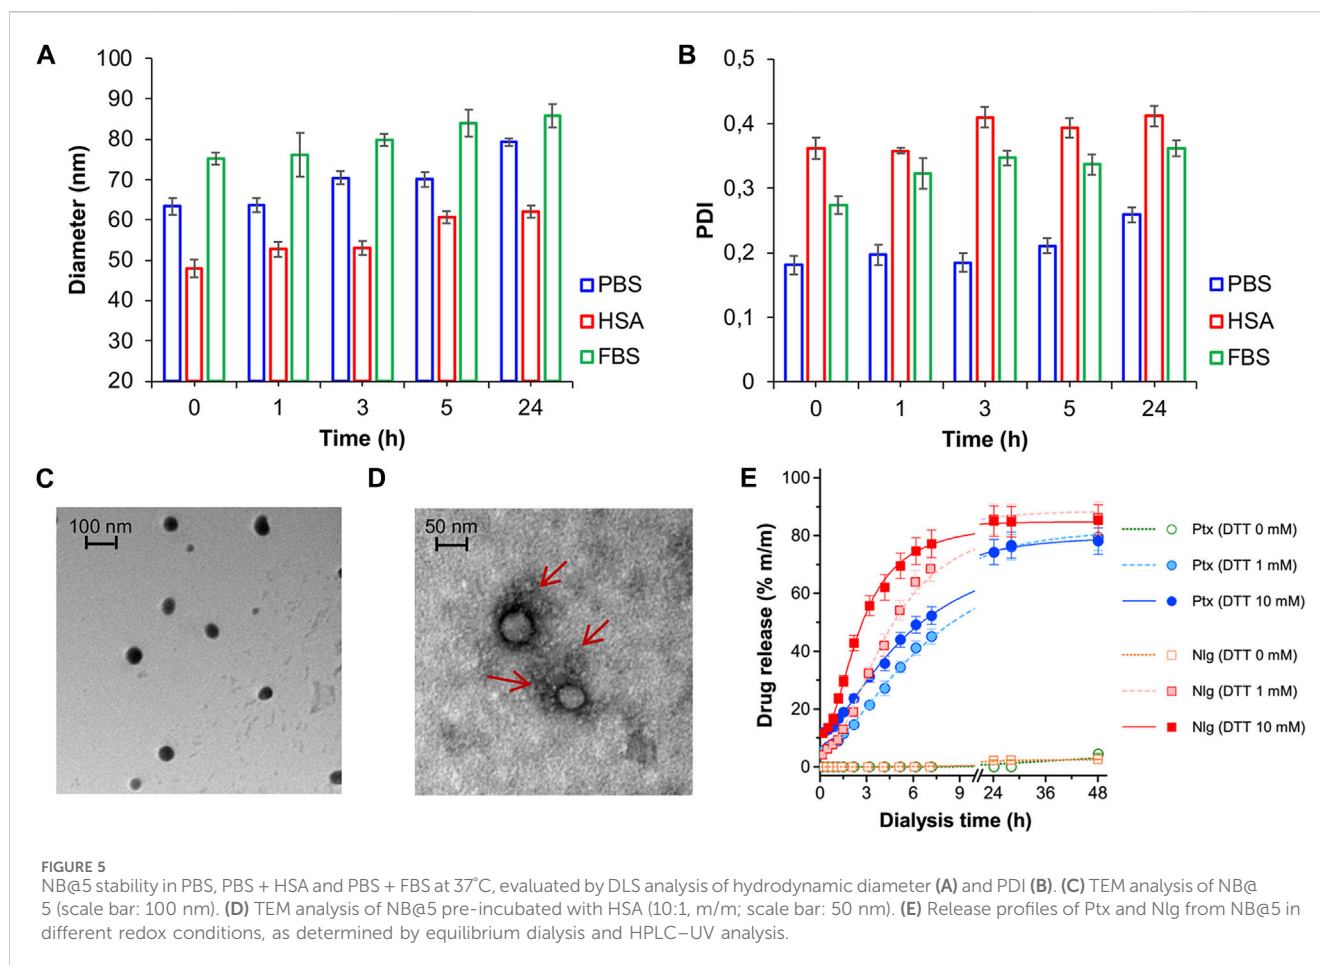 A
100
90
80
70
60
50
40
30
20
Diameter (nm)
0 1 3 5 24
Time (h)
PBS
HSA
FBS
B
0,5
0,4
0,3
0,2
0,1
0
PDI
0 1 3 5 24
Time (h)
PBS
HSA
FBS
C
100 nm
D
50 nm
E
100
80
60
40
20
0
Drug release (% m/m)
0 3 6 9 24 36 48
Dialysis time (h)
Ptx (DTT 0 mM)
Ptx (DTT 1 mM)
Ptx (DTT 10 mM)
Nlg (DTT 0 mM)
Nlg (DTT 1 mM)
Nlg (DTT 10 mM)
FIGURE 5
NB@5 stability in PBS, PBS + HSA and PBS + FBS at 37°C, evaluated by DLS analysis of hydrodynamic diameter (A) and PDI (B). (C) TEM analysis of NB@
5 (scale bar: 100 nm). (D) TEM analysis of NB@5 pre-incubated with HSA (10:1, m/m; scale bar: 50 nm). (E) Release profiles of Ptx and Nlg from NB@5 in
different redox conditions, as determined by equilibrium dialysis and HPLC–UV analysis.